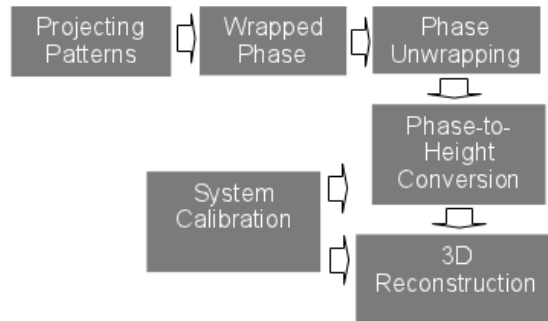 Projecting
Patterns
Wrapped
Phase
Phase
Unwrapping
Phase-to-
Height
Conversion
System
Calibration
3D
Reconstruction